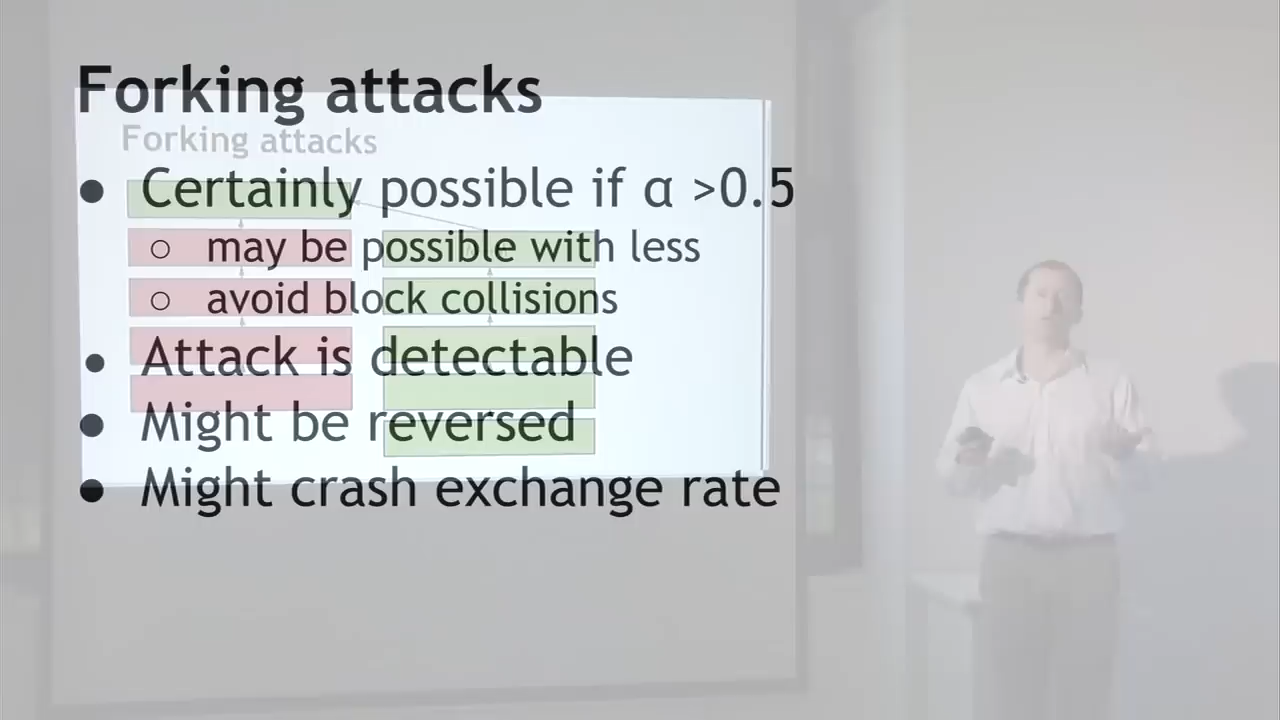 Forking attacks
Forking attacks
● Certainly possible if α >0.5
○ may be possible with less
○ avoid block collisions
● Attack is detectable
● Might be reversed
● Might crash exchange rate